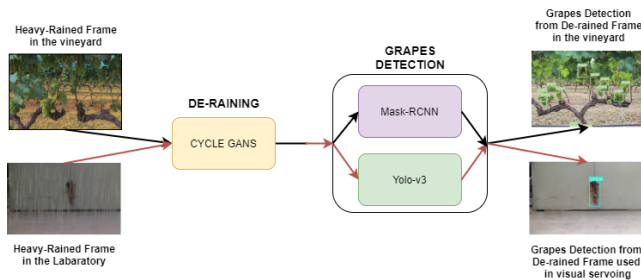 Heavy-Rained Frame
in the vineyard
DE-RAINING
CYCLE GANS
GRAPES
DETECTION
Mask-RCNN
Yolo-v3
Grapes Detection
from De-rained Frame
in the vineyard
Heavy-Rained Frame
in the Labaratory
Grapes Detection from
De-rained Frame used
in visual servoing